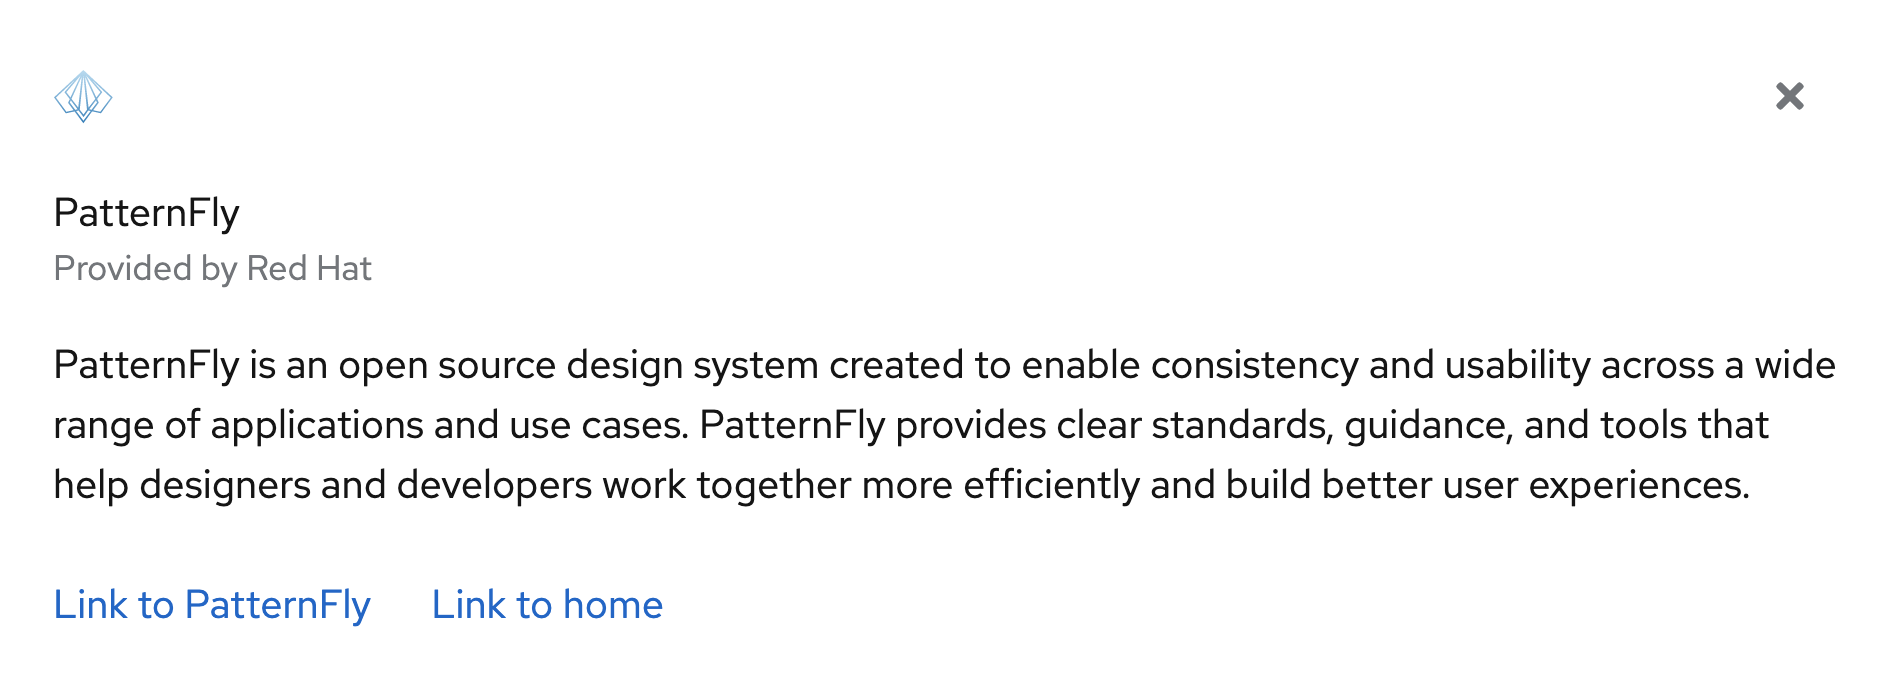 PatternFly
Provided by Red Hat
PatternFly is an open source design system created to enable consistency and usability across a wide
range of applications and use cases. PatternFly provides clear standards, guidance, and tools that
help designers and developers work together more efficiently and build better user experiences.
Link to PatternFly Link to home